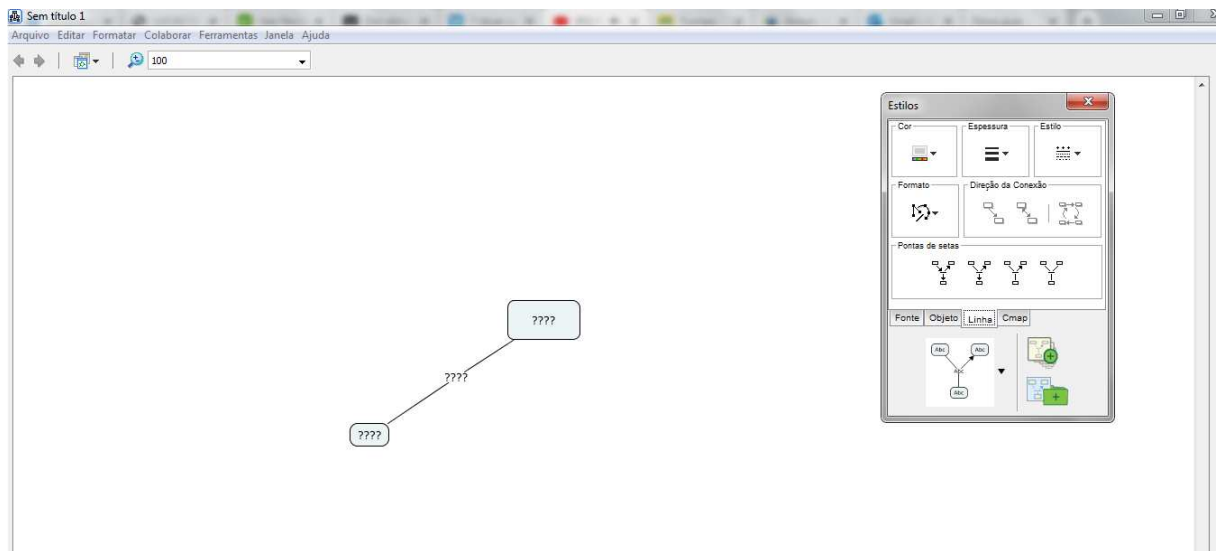 Sem título 1
Arquivo Editar Formatar Colaborar Ferramentas Janela Ajuda
100
Estilos
Cor Espessura Estilo
Formato Direção da Conexão
Pontas de setas
Fonte Objeto Linha Cmap
Abc Abc
Abc
Abc
????
????
????